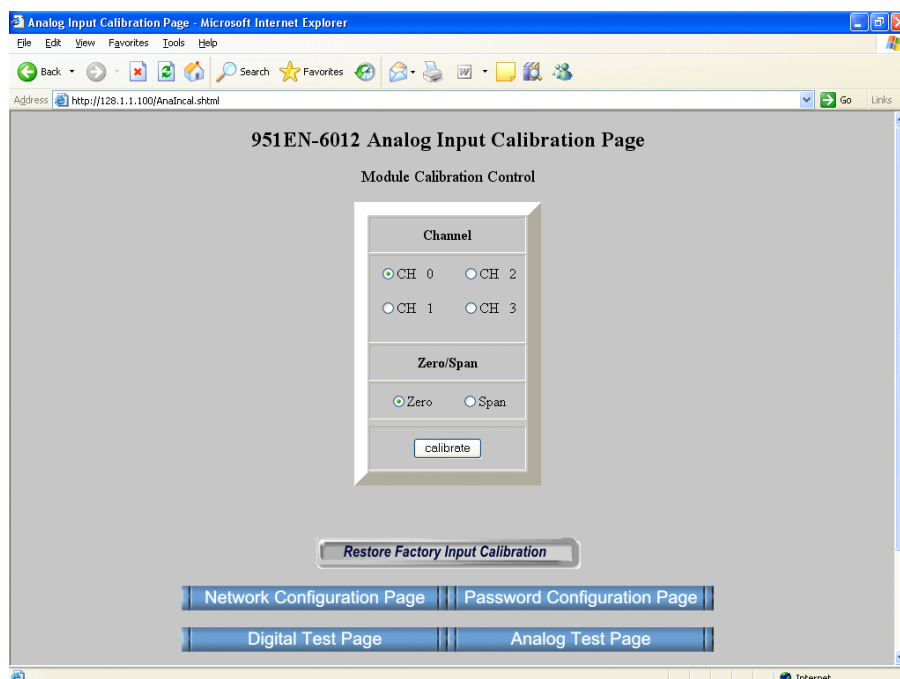 Analog Input Calibration Page - Microsoft Internet Explorer
File Edit View Favorites Tools Help
Back Search Favorites
Address http://128.1.1.100/AnaIncal.shtml Go Links
951EN-6012 Analog Input Calibration Page
Module Calibration Control
Channel
CH 0 CH 2
CH 1 CH 3
Zero/Span
Zero Span
calibrate
Restore Factory Input Calibration
Network Configuration Page Password Configuration Page
Digital Test Page Analog Test Page
Internet